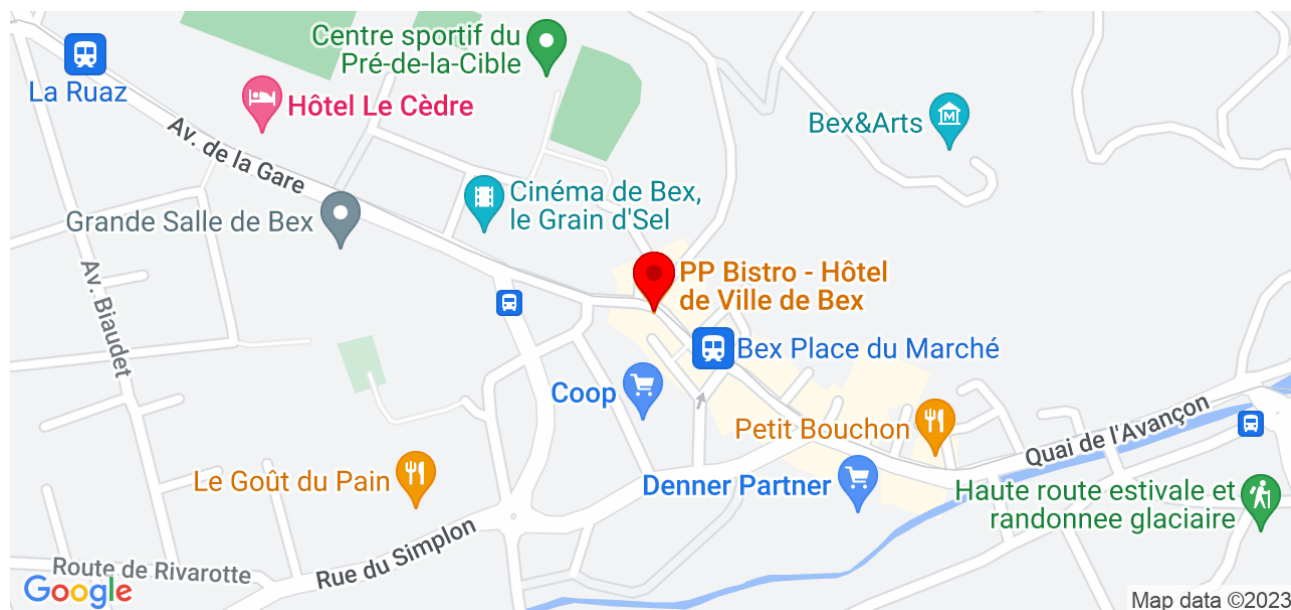 Centre sportif du
Pré-de-la-Cible
La Ruaz
Hôtel Le Cèdre
Bex&Arts
Av. de la Gare
Cinéma de Bex,
le Grain d'Sel
Grande Salle de Bex
Av. Biaudet
PP Bistro - Hôtel
de Ville de Bex
Bex Place du Marché
Coop
Petit Bouchon
Quai de l'Avançon
Le Goût du Pain
Denner Partner
Haute route estivale et
randonnee glaciaire
Rue du Simplon
Route de Rivarotte
Google
Map data ©2023